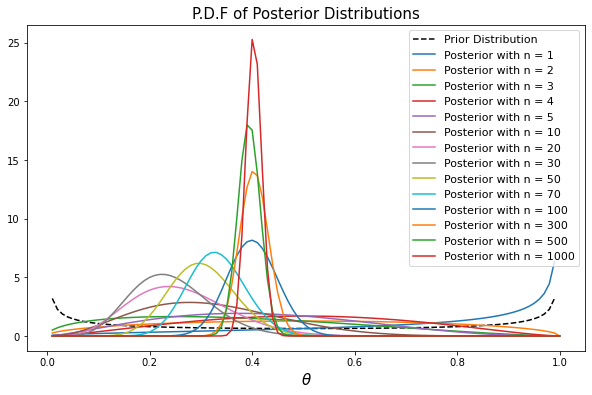 P.D.F of Posterior Distributions
25
20
15
10
5
0
0.0 0.2 0.4 0.6 0.8 1.0
θ
Prior Distribution
Posterior with n = 1
Posterior with n = 2
Posterior with n = 3
Posterior with n = 4
Posterior with n = 5
Posterior with n = 10
Posterior with n = 20
Posterior with n = 30
Posterior with n = 50
Posterior with n = 70
Posterior with n = 100
Posterior with n = 300
Posterior with n = 500
Posterior with n = 1000